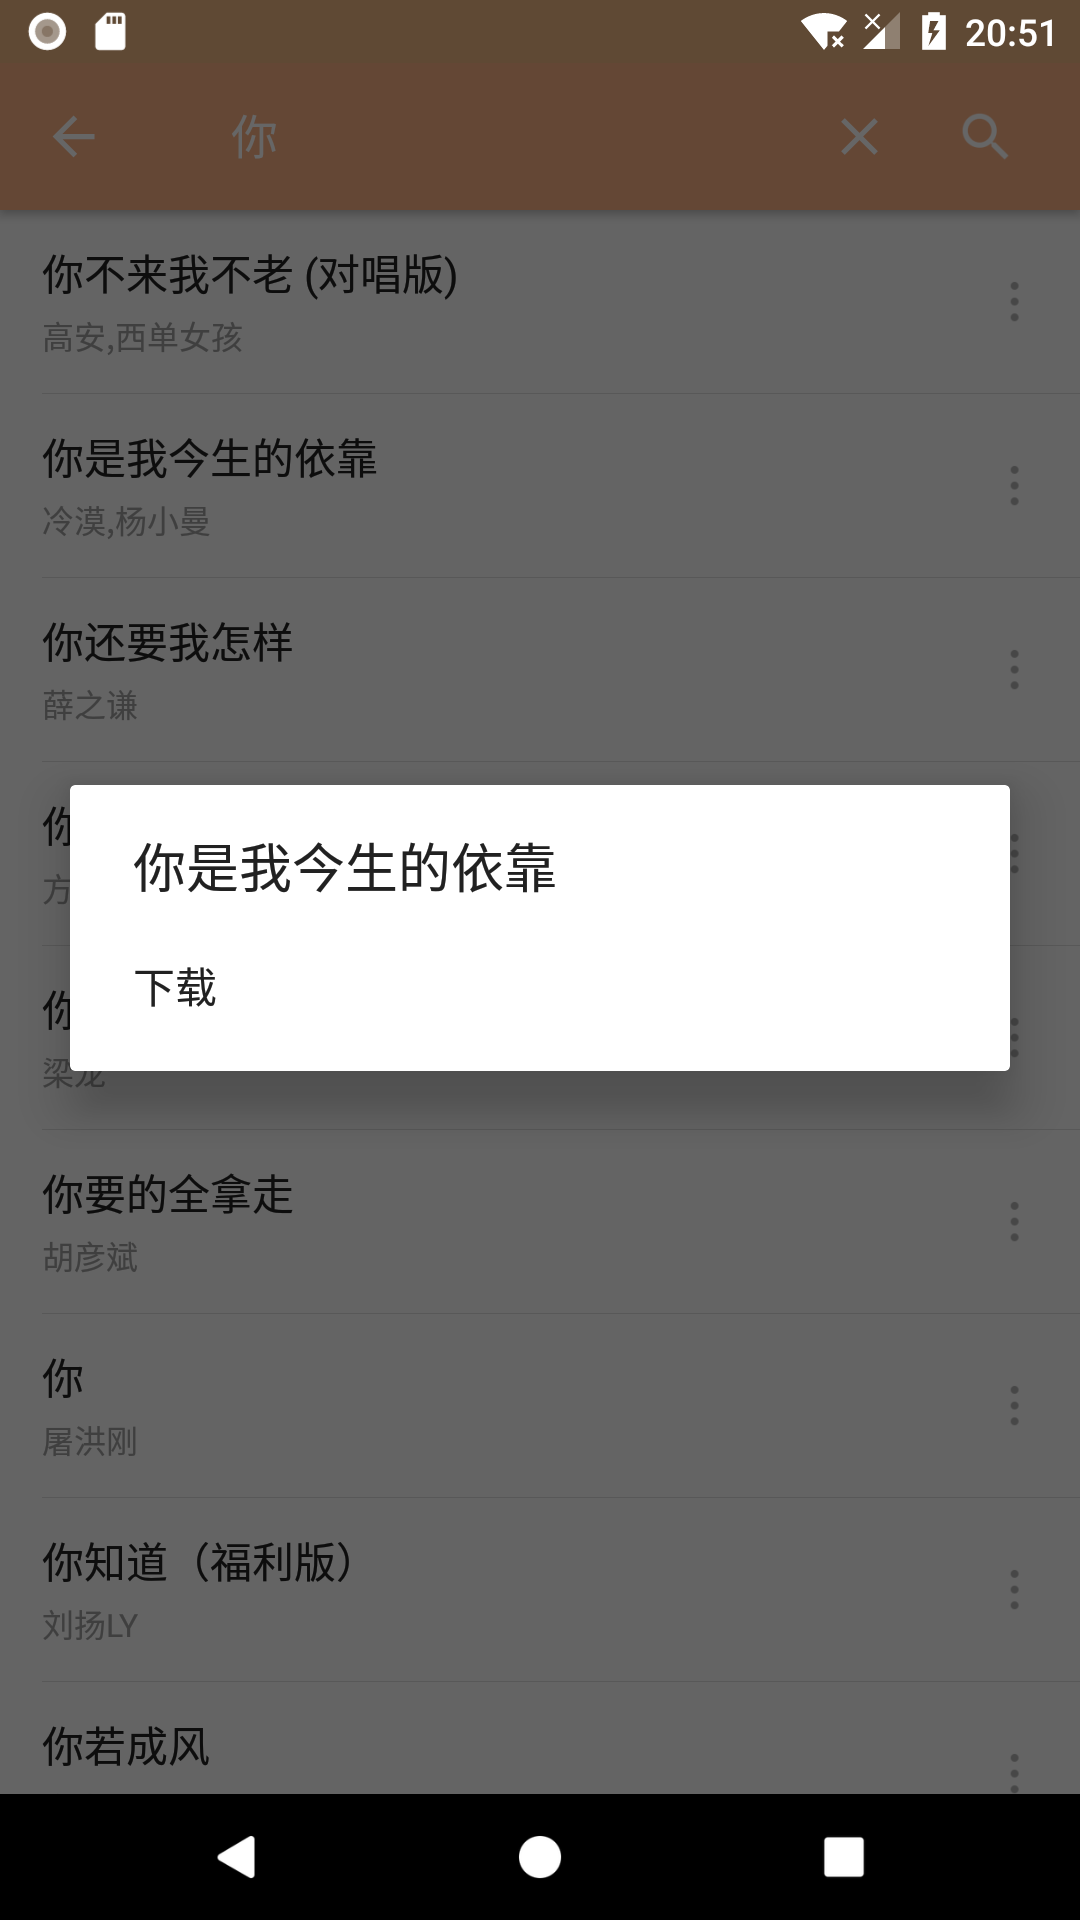 20:51
你
你不来我不老 (对唱版)
高安,西单女孩
你是我今生的依靠
冷漠,杨小曼
你还要我怎样
薛之谦
你
方
你是我今生的依靠
下载
你
梁龙
你要的全拿走
胡彦斌
你
屠洪刚
你知道（福利版）
刘扬LY
你若成风